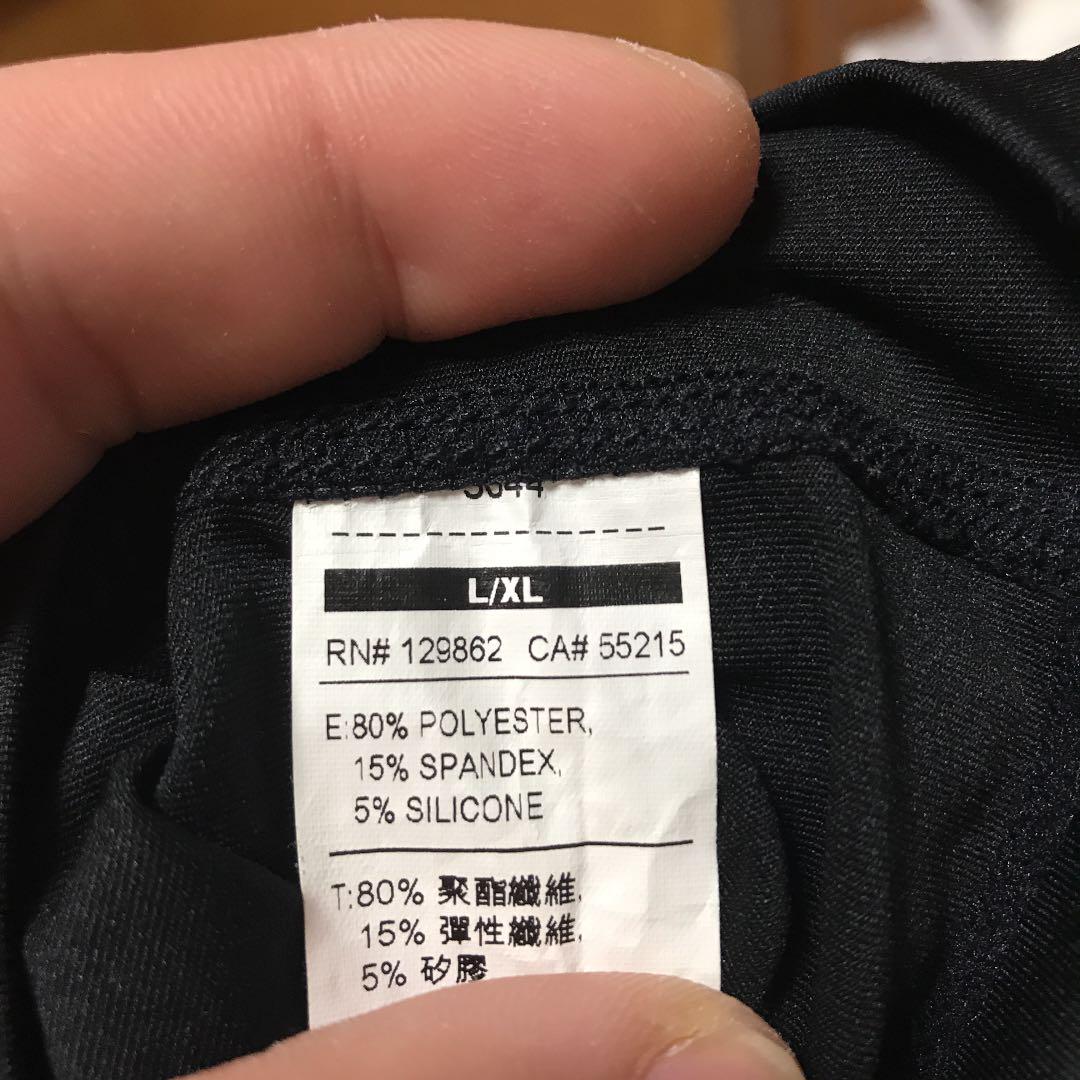 L/XL
RN# 129862 CA# 55215
E:80% POLYESTER,
15% SPANDEX,
5% SILICONE
T:80% 聚酯纖維,
15% 彈性纖維,
5% 矽膠